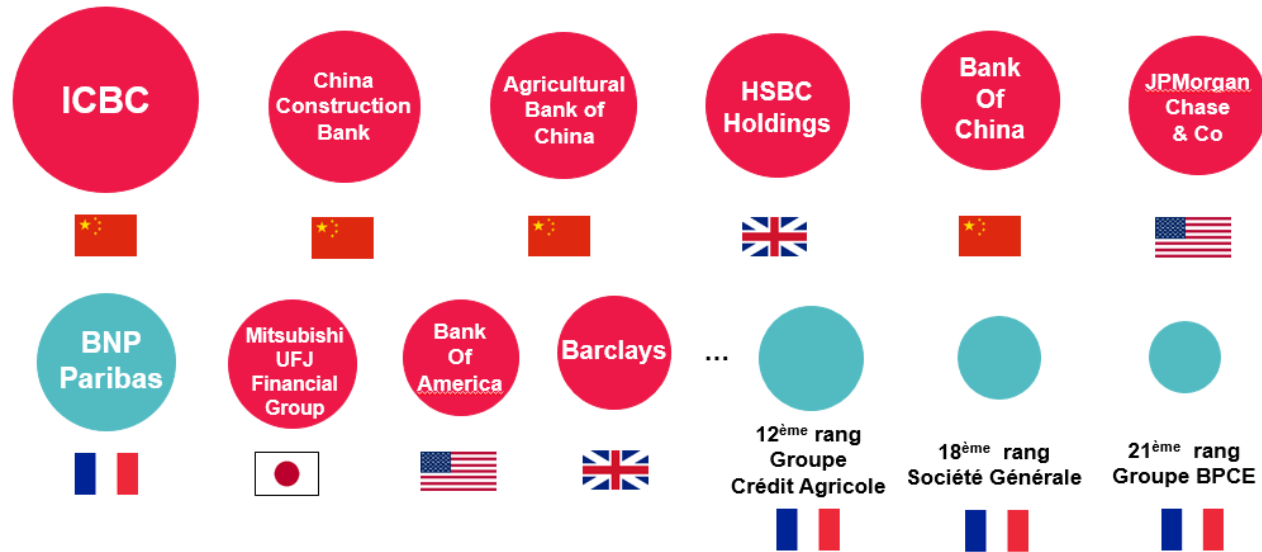 ICBC
China
Construction
Bank
Agricultural
Bank of
China
HSBC
Holdings
Bank
Of
China
JPMorgan
Chase
& Co
BNP
Paribas
Mitsubishi
UFJ
Financial
Group
Bank
Of
America
Barclays
...
12ème rang
Groupe
Crédit Agricole
18ème rang
Société Générale
21ème rang
Groupe BPCE